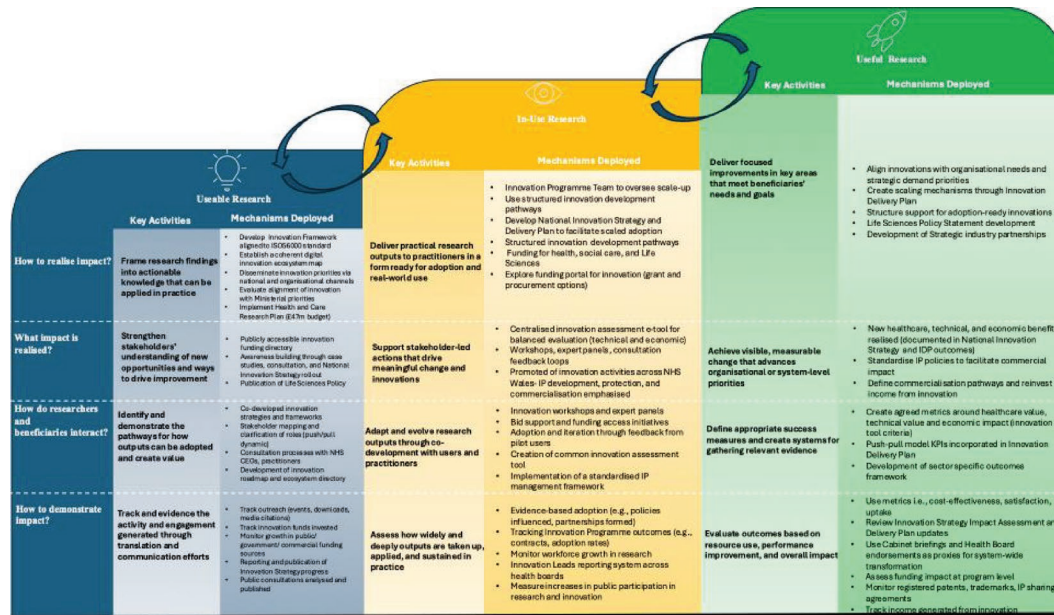 Useful Research
Key Activities
Mechanisms Deployed
Deliver focused
improvements in key areas
that meet beneficiaries'
needs and goals
Align innovations with organisational needs and
strategic demand priorities
Create scaling mechanisms through Innovation
Delivery Plan
Structure support for adoption-ready innovations
Life Sciences Policy Statement development
Development of Strategic industry partnerships
Achieve visible, measurable
change that advances
organisational or system-level
priorities
New healthcare, technical, and economic benefit
realised (documented in National Innovation
Strategy and IDP outcomes)
Standardise IP policies to facilitate commercial
impact
Define commercialisation pathways and reinvest
income from innovation
Define appropriate success
measures and create systems for
gathering relevant evidence
Create agreed metrics around healthcare value,
technical value and economic impact (innovation
tool criteria)
Push-pull model KPIs incorporated in Innovation
Delivery Plan
Development of sector specific outcomes
framework
Evaluate outcomes based on
resource use, performance
improvement, and overall impact
Use metrics i.e., cost-effectiveness, satisfaction,
uptake
Review Innovation Strategy Impact Assessment an
Delivery Plan updates
Use Cabinet briefings and Health Board
endorsements as proxies for system-wide
transformation
Assess funding impact at program level
Monitor registered patents, trademarks, IP sharing
agreements
Track income generated from innovation
In-Use Research
Key Activities
Mechanisms Deployed
Deliver practical research
outputs to practitioners in a
form ready for adoption and
real-world use
Innovation Programme Team to oversee scale-up
Use structured innovation development
pathways
Develop National Innovation Strategy and
Delivery Plan to facilitate scaled adoption
Structured innovation development pathways
Funding for health, social care, and Life
Sciences
Explore funding portal for innovation (grant and
procurement options)
Support stakeholder-led
actions that drive
meaningful change and
innovations
Centralised innovation assessment e-tool for
balanced evaluation (technical and economic)
Workshops, expert panels, consultation
feedback loops
Promoted of innovation activities across NHS
Wales- IP development, protection, and
commercialisation emphasised
Adapt and evolve research
outputs through co-
development with users and
practitioners
Innovation workshops and expert panels
Bid support and funding access initiatives
Adoption and iteration through feedback from
pilot users
Creation of common innovation assessment
tool
Implementation of a standardised IP
management framework
Assess how widely and
deeply outputs are taken up,
applied, and sustained in
practice
Evidence-based adoption (e.g., policies
influenced, partnerships formed)
Tracking Innovation Programme outcomes (e.g.,
contracts, adoption rates)
Monitor workforce growth in research
Innovation Leads reporting system across
health boards
Measure increases in public participation in
research and innovation
Useable Research
Key Activities
Mechanisms Deployed
How to realise impact?
Frame research findings
into actionable
knowledge that can be
applied in practice
Develop Innovation Framework
aligned to ISO56000 standard
Establish a coherent digital
innovation ecosystem map
Disseminate innovation priorities via
national and organisational channels
Evaluate alignment of innovation
with Ministerial priorities
Implement Health and Care
Research Plan (£47m budget)
What impact is
realised?
Strengthen
stakeholders'
understanding of new
opportunities and ways
to drive improvement
Publicly accessible innovation
funding directory
Awareness building through case
studies, consultation, and National
Innovation Strategy rollout
Publication of Life Sciences Policy
How do researchers
and
beneficiaries interact?
Identify and
demonstrate the
pathways for how
outputs can be adopted
and create value
Co-developed innovation
strategies and frameworks
Stakeholder mapping and
clarification of roles (push/pull
dynamic)
Consultation processes with NHS
CEOs, practitioners
Development of innovation
roadmap and ecosystem directory
How to demonstrate
impact?
Track and evidence the
activity and engagement
generated through
translation and
communication efforts
Track outreach (events, downloads,
media citations)
Track innovation funds invested
Monitor growth in public/
government/ commercial funding
sources
Reporting and publication of
Innovation Strategy progress
Public consultations analysed and
published